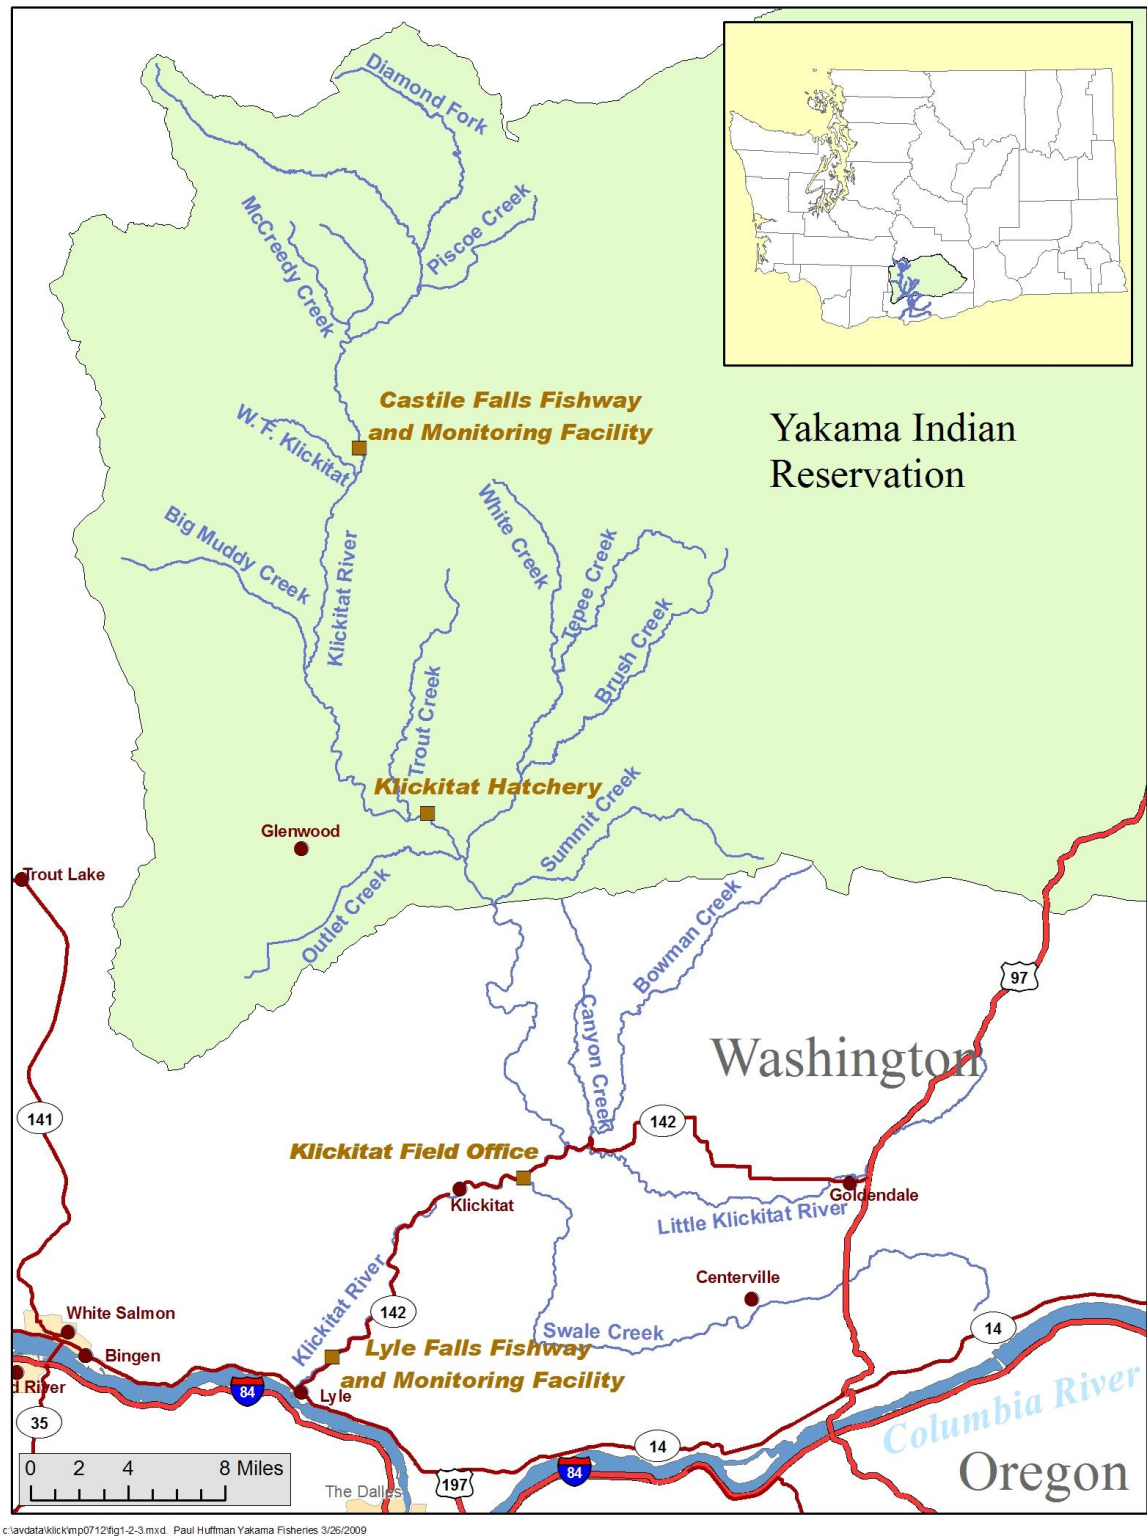 Diamond Fork
McCreedy Creek
Piscoe Creek
Castile Falls Fishway
and Monitoring Facility
Yakama Indian
Reservation
W. F. Klickitat
Big Muddy Creek
Klickitat River
White Creek
Tepee Creek
Brush Creek
Trout Creek
Klickitat Hatchery
Summit Creek
Glenwood
Trout Lake
Outlet Creek
Bowman Creek
97
Canyon Creek
Washington
141
142
Klickitat Field Office
Goldendale
Klickitat
Little Klickitat River
Centerville
Klickitat River
142
White Salmon
Swale Creek
14
Bingen
Lyle Falls Fishway
and Monitoring Facility
d River
84
Lyle
35
Columbia River
14
0 2 4 8 Miles
84
197
The Dalles
Oregon
c:\avdata\klick\mp0712\fig1-2-3.mxd. Paul Huffman Yakama Fisheries 3/26/2009